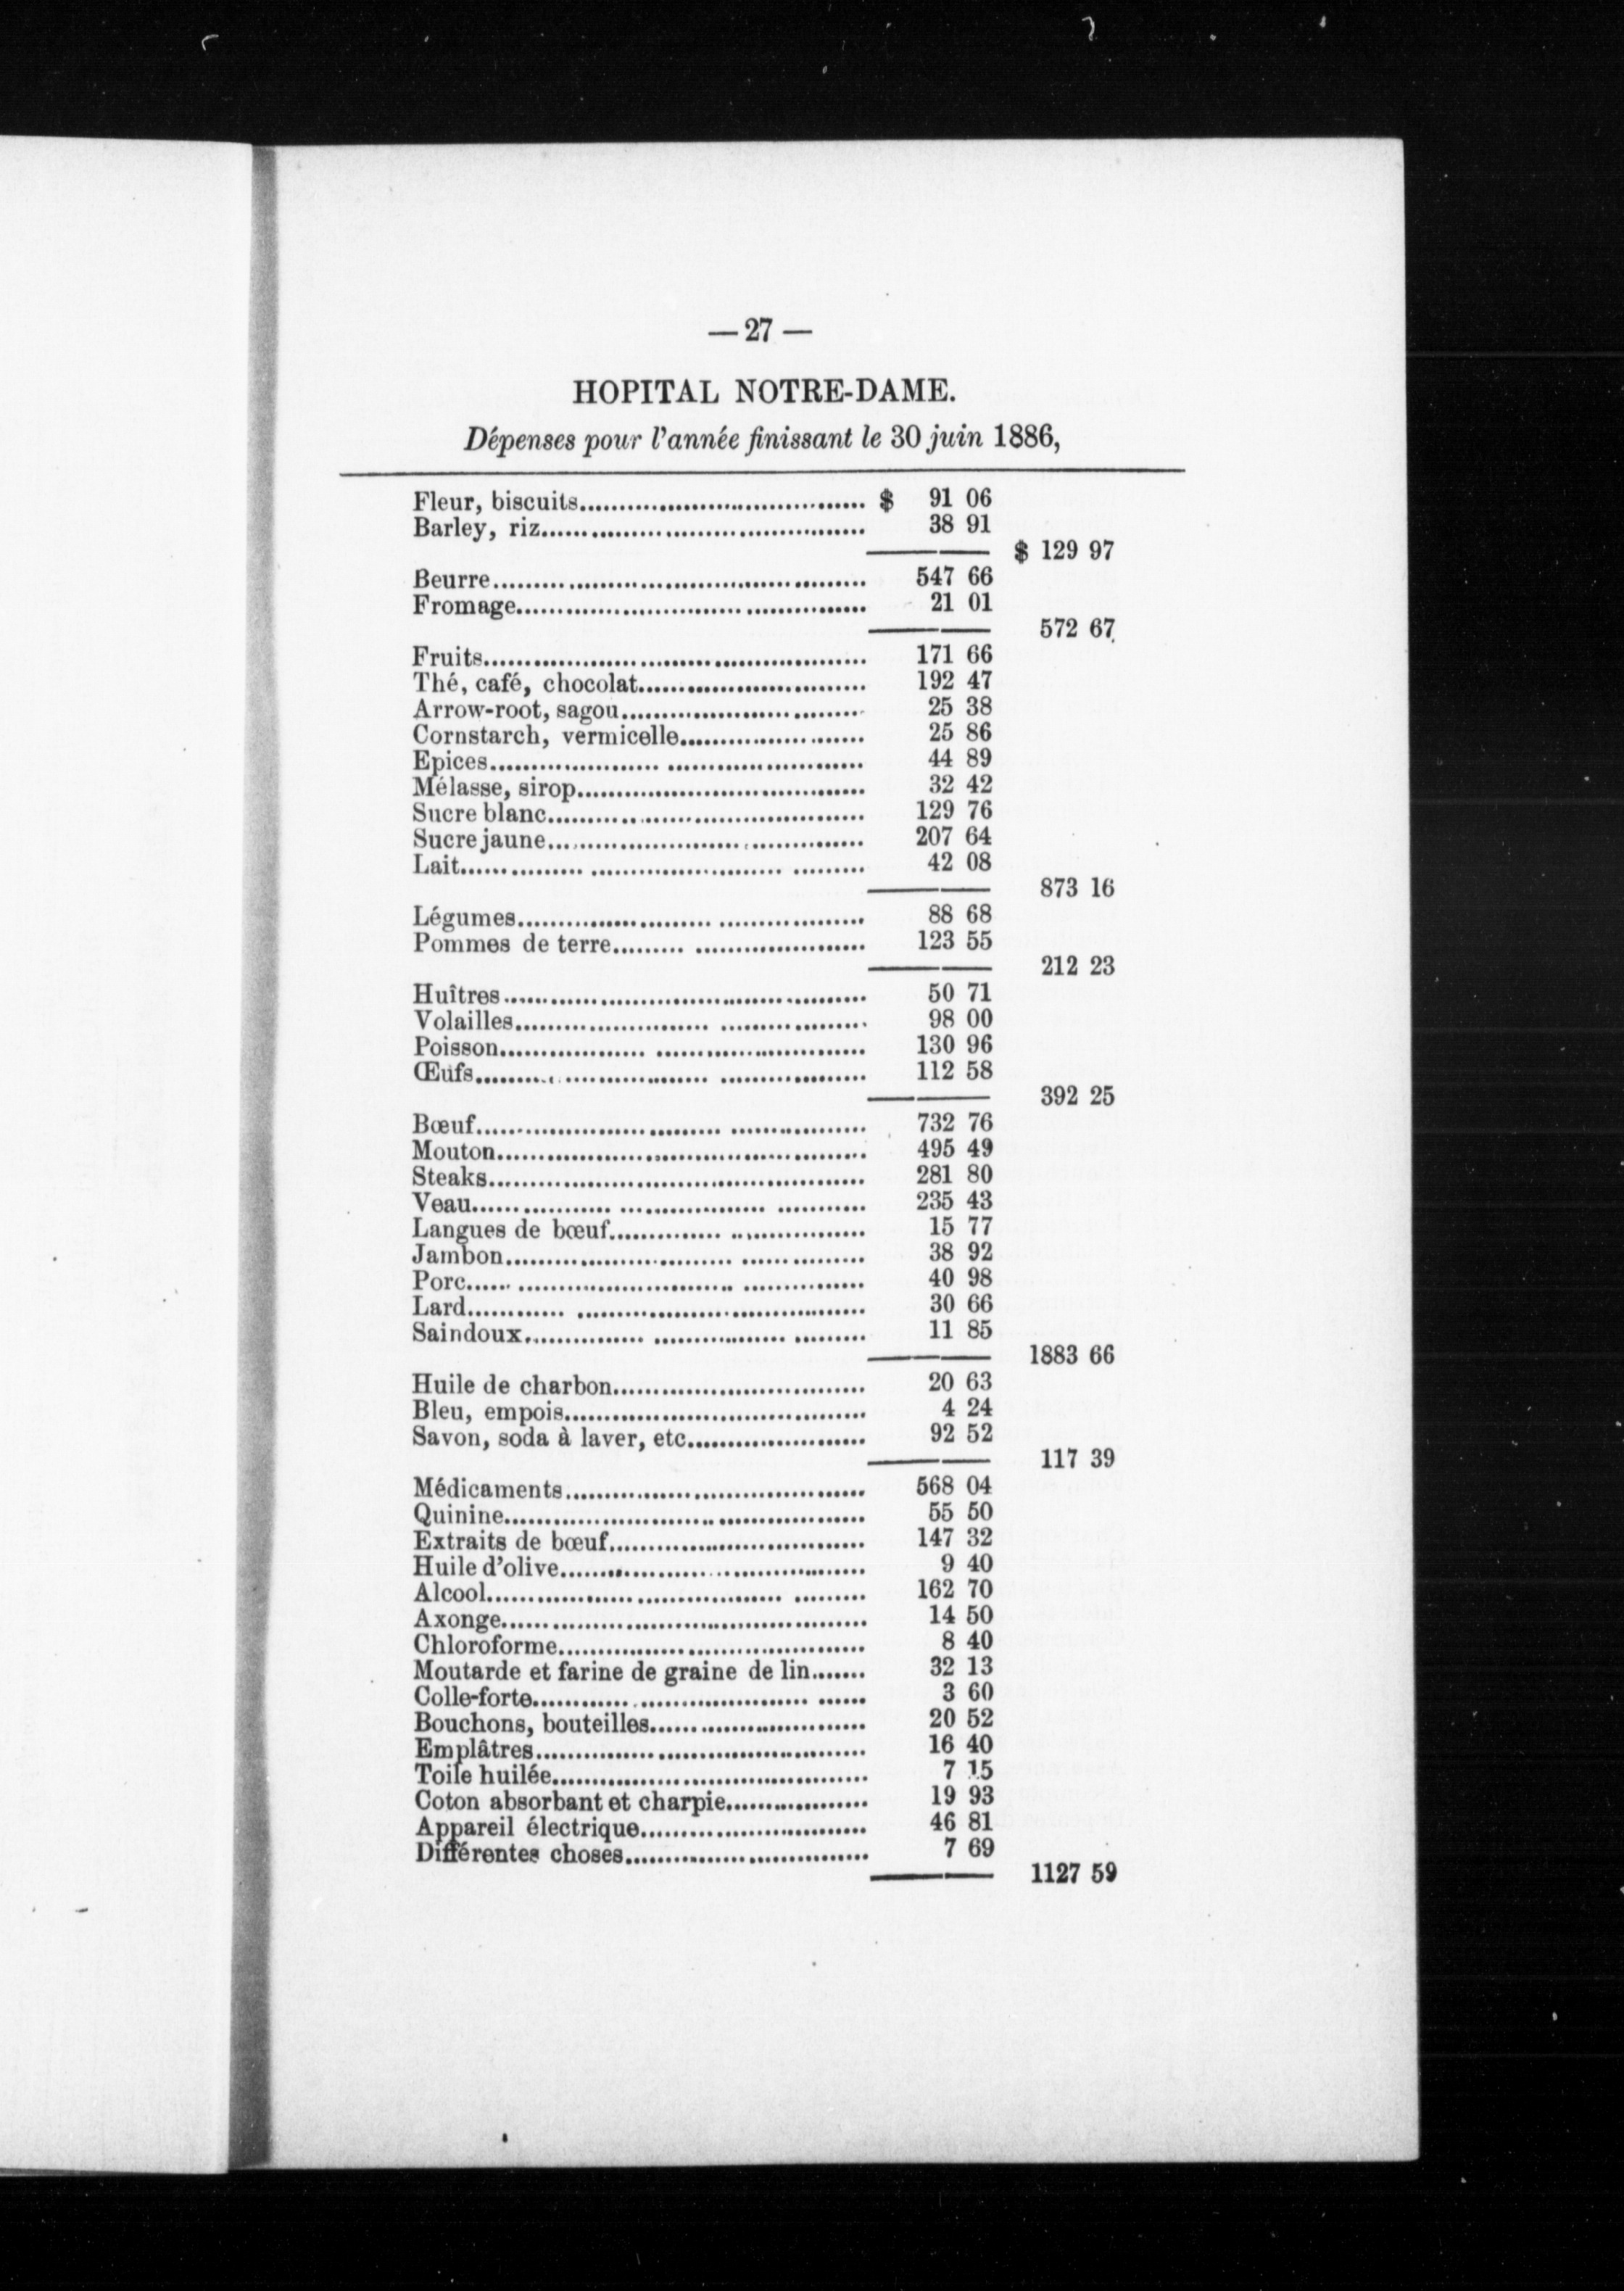 — 27 —
HOPITAL NOTRE-DAME.
Dépenses pour l'année finissant le 30 juin 1886,
Fleur, biscuits........................................ $ 91 06
Barley, riz........................................ 38 91
$ 129 97
Beurre........................................ 547 66
Fromage........................................ 21 01
572 67
Fruits........................................ 171 66
Thé, café, chocolat........................................ 192 47
Arrow-root, sagou........................................ 25 38
Cornstarch, vermicelle........................................ 25 86
Epices........................................ 44 89
Mélasse, sirop........................................ 32 42
Sucre blanc........................................ 129 76
Sucre jaune........................................ 207 64
Lait........................................ 42 08
873 16
Légumes........................................ 88 68
Pommes de terre........................................ 123 55
212 23
Huîtres........................................ 50 71
Volailles........................................ 98 00
Poisson........................................ 130 96
Œufs........................................ 112 58
392 25
Bœuf........................................ 732 76
Mouton........................................ 495 49
Steaks........................................ 281 80
Veau........................................ 235 43
Langues de bœuf........................................ 15 77
Jambon........................................ 38 92
Porc........................................ 40 98
Lard........................................ 30 66
Saindoux........................................ 11 85
1883 66
Huile de charbon........................................ 20 63
Bleu, empois........................................ 4 24
Savon, soda à laver, etc........................................ 92 52
117 39
Médicaments........................................ 568 04
Quinine........................................ 55 50
Extraits de bœuf........................................ 147 32
Huile d'olive........................................ 9 40
Alcool........................................ 162 70
Axonge........................................ 14 50
Chloroforme........................................ 8 40
Moutarde et farine de graine de lin....... 32 13
Colle-forte........................................ 3 60
Bouchons, bouteilles........................................ 20 52
Emplâtres........................................ 16 40
Toile huilée........................................ 7 15
Coton absorbant et charpie.................. 19 93
Appareil électrique........................................ 46 81
Différentes choses........................................ 7 69
1127 59